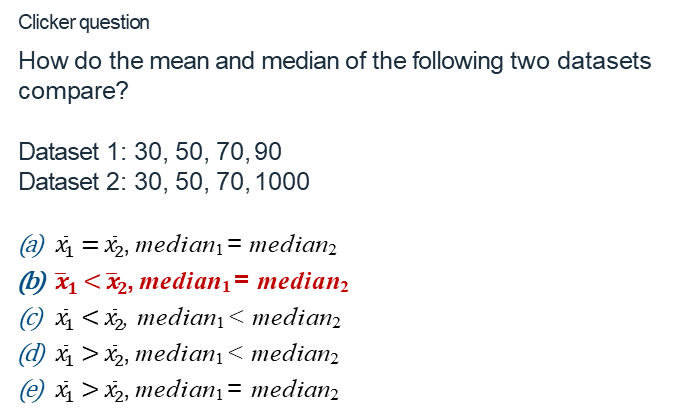 Clicker question
How do the mean and median of the following two datasets
compare?
Dataset 1: 30, 50, 70, 90
Dataset 2: 30, 50, 70, 1000
(a) x̄₁ = x̄₂, median₁ = median₂
(b) x̄₁ < x̄₂, median₁ = median₂
(c) x̄₁ < x̄₂, median₁ < median₂
(d) x̄₁ > x̄₂, median₁ < median₂
(e) x̄₁ > x̄₂, median₁ = median₂